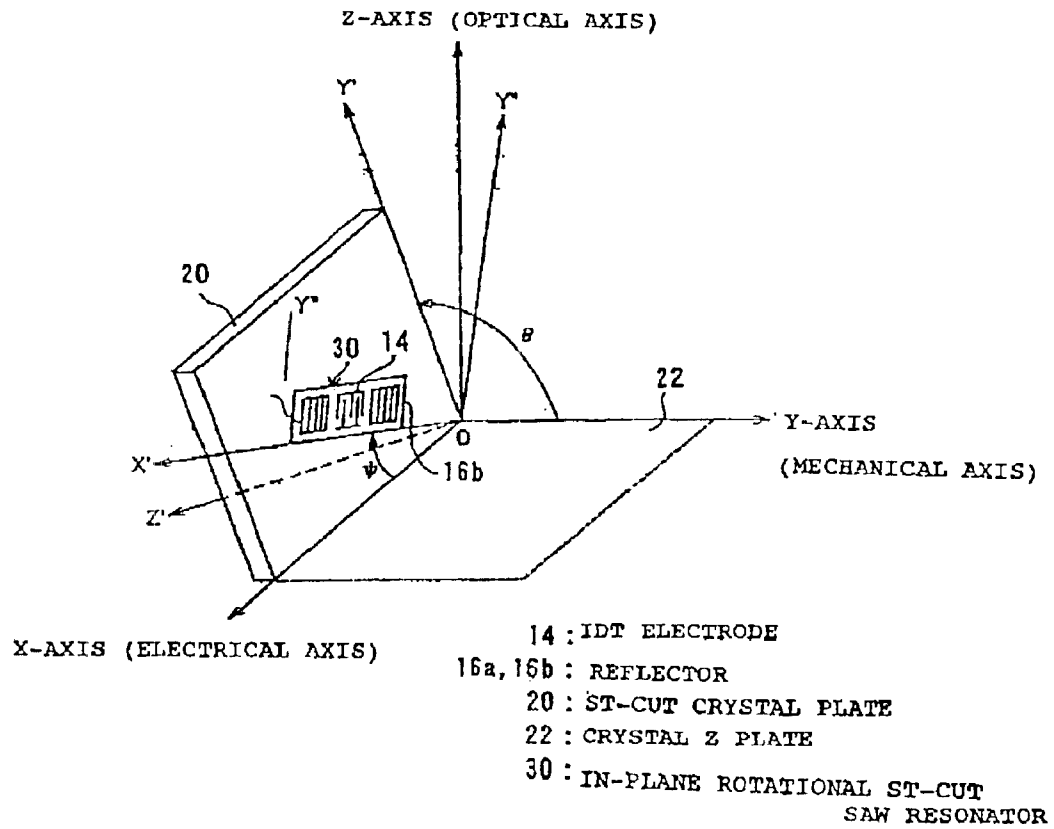 Z-AXIS (OPTICAL AXIS)
Y'
Y"
20
Y"
30
14
θ
22
O
Y-AXIS
(MECHANICAL AXIS)
X'
ψ
16b
Z'
X-AXIS (ELECTRICAL AXIS)
14 : IDT ELECTRODE
16a, 16b : REFLECTOR
20 : ST-CUT CRYSTAL PLATE
22 : CRYSTAL Z PLATE
30 : IN-PLANE ROTATIONAL ST-CUT
SAW RESONATOR